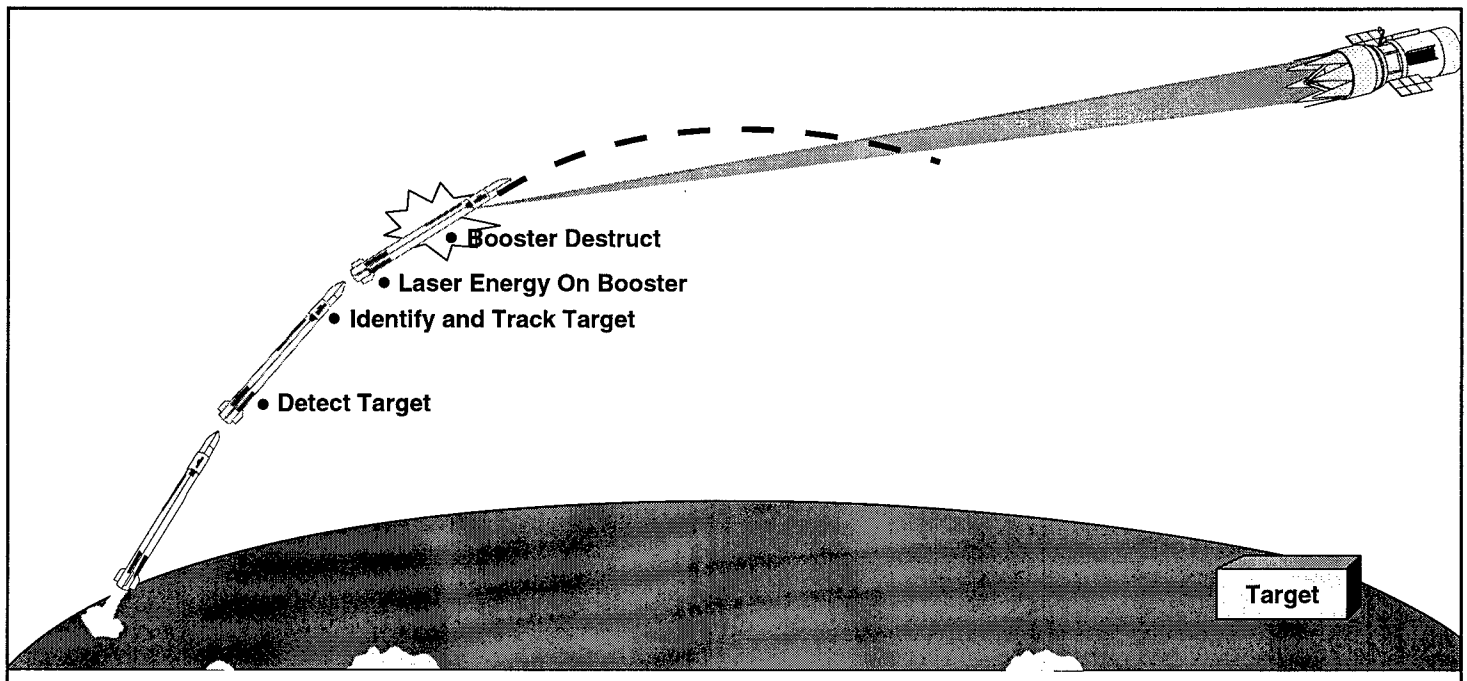 • Booster Destruct
• Laser Energy On Booster
• Identify and Track Target
• Detect Target
Target